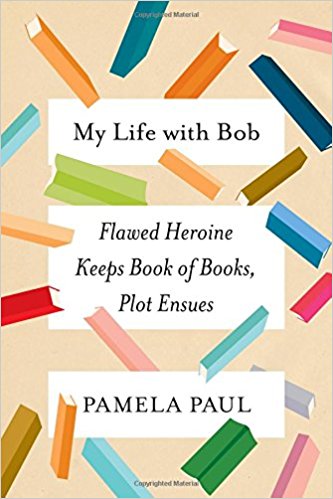 My Life with Bob
Flawed Heroine
Keeps Book of Books,
Plot Ensues
PAMELA PAUL